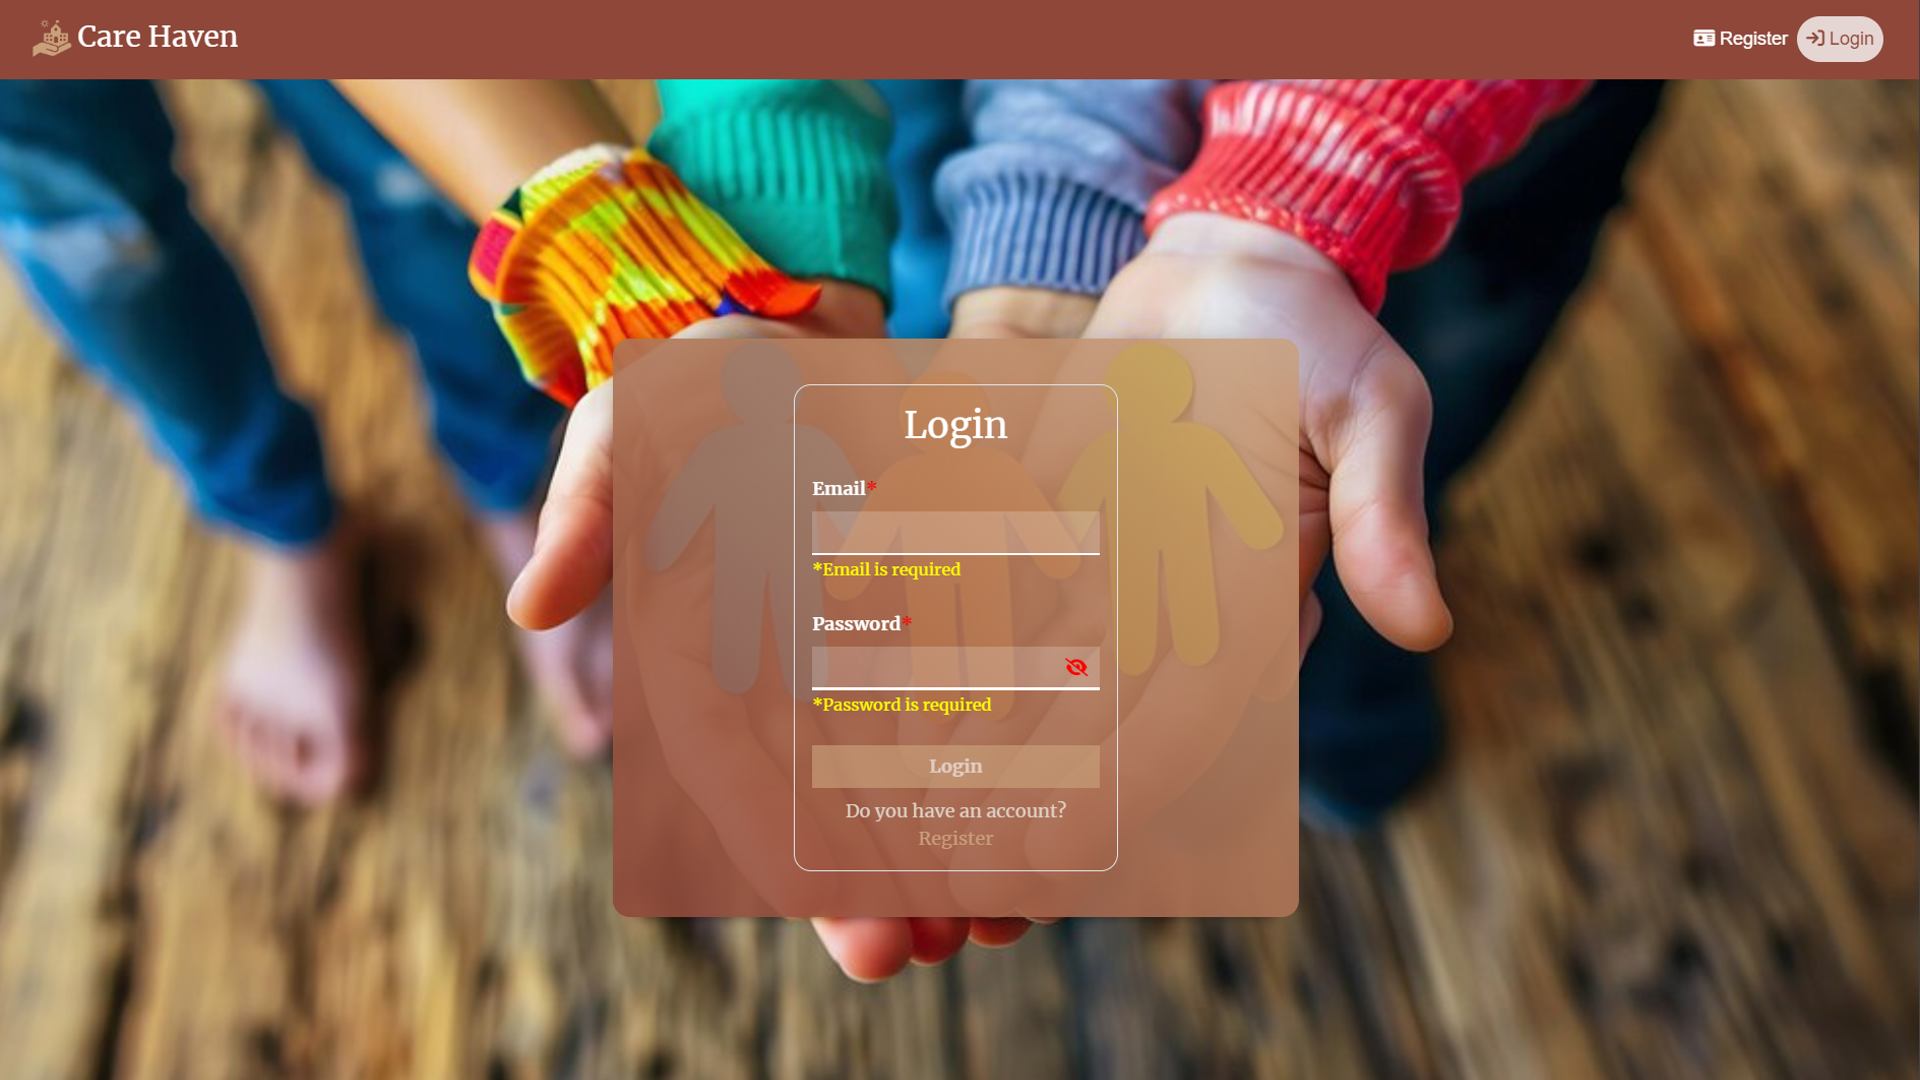 Care Haven
Register
Login
Login
Email*
*Email is required
Password*
*Password is required
Login
Do you have an account?
Register